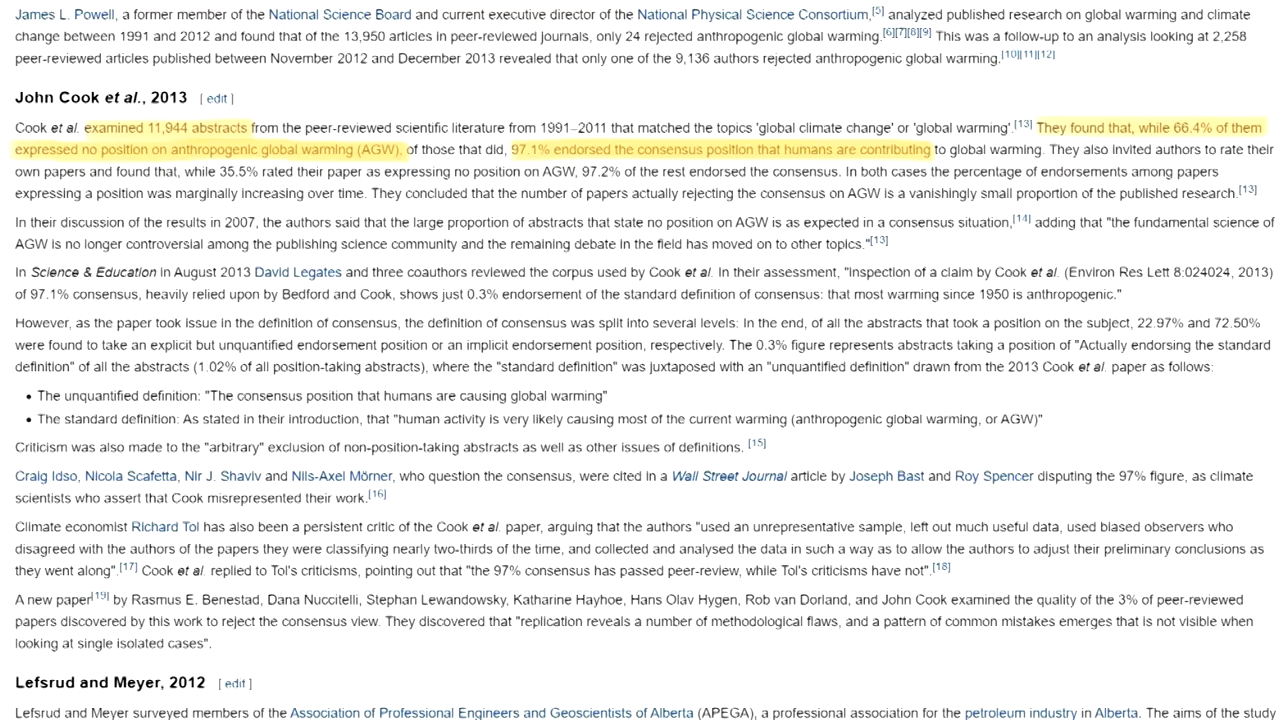 James L. Powell, a former member of the National Science Board and current executive director of the National Physical Science Consortium,[5] analyzed published research on global warming and climate
change between 1991 and 2012 and found that of the 13,950 articles in peer-reviewed journals, only 24 rejected anthropogenic global warming.[6][7][8][9] This was a follow-up to an analysis looking at 2,258
peer-reviewed articles published between November 2012 and December 2013 revealed that only one of the 9,136 authors rejected anthropogenic global warming.[10][11][12]
John Cook et al., 2013 [ edit ]
Cook et al. examined 11,944 abstracts from the peer-reviewed scientific literature from 1991–2011 that matched the topics 'global climate change' or 'global warming'.[13] They found that, while 66.4% of them
expressed no position on anthropogenic global warming (AGW), of those that did, 97.1% endorsed the consensus position that humans are contributing to global warming. They also invited authors to rate their
own papers and found that, while 35.5% rated their paper as expressing no position on AGW, 97.2% of the rest endorsed the consensus. In both cases the percentage of endorsements among papers
expressing a position was marginally increasing over time. They concluded that the number of papers actually rejecting the consensus on AGW is a vanishingly small proportion of the published research.[13]
In their discussion of the results in 2007, the authors said that the large proportion of abstracts that state no position on AGW is as expected in a consensus situation,[14] adding that "the fundamental science of
AGW is no longer controversial among the publishing science community and the remaining debate in the field has moved on to other topics."[13]
In Science & Education in August 2013 David Legates and three coauthors reviewed the corpus used by Cook et al. In their assessment, "inspection of a claim by Cook et al. (Environ Res Lett 8:024024, 2013)
of 97.1% consensus, heavily relied upon by Bedford and Cook, shows just 0.3% endorsement of the standard definition of consensus: that most warming since 1950 is anthropogenic."
However, as the paper took issue in the definition of consensus, the definition of consensus was split into several levels: In the end, of all the abstracts that took a position on the subject, 22.97% and 72.50%
were found to take an explicit but unquantified endorsement position or an implicit endorsement position, respectively. The 0.3% figure represents abstracts taking a position of "Actually endorsing the standard
definition" of all the abstracts (1.02% of all position-taking abstracts), where the "standard definition" was juxtaposed with an "unquantified definition" drawn from the 2013 Cook et al. paper as follows:
• The unquantified definition: "The consensus position that humans are causing global warming"
• The standard definition: As stated in their introduction, that "human activity is very likely causing most of the current warming (anthropogenic global warming, or AGW)"
Criticism was also made to the "arbitrary" exclusion of non-position-taking abstracts as well as other issues of definitions. [15]
Craig Idso, Nicola Scafetta, Nir J. Shaviv and Nils-Axel Mörner, who question the consensus, were cited in a Wall Street Journal article by Joseph Bast and Roy Spencer disputing the 97% figure, as climate
scientists who assert that Cook misrepresented their work.[16]
Climate economist Richard Tol has also been a persistent critic of the Cook et al. paper, arguing that the authors "used an unrepresentative sample, left out much useful data, used biased observers who
disagreed with the authors of the papers they were classifying nearly two-thirds of the time, and collected and analysed the data in such a way as to allow the authors to adjust their preliminary conclusions as
they went along".[17] Cook et al. replied to Tol's criticisms, pointing out that "the 97% consensus has passed peer-review, while Tol's criticisms have not".[18]
A new paper[19] by Rasmus E. Benestad, Dana Nuccitelli, Stephan Lewandowsky, Katharine Hayhoe, Hans Olav Hygen, Rob van Dorland, and John Cook examined the quality of the 3% of peer-reviewed
papers discovered by this work to reject the consensus view. They discovered that "replication reveals a number of methodological flaws, and a pattern of common mistakes emerges that is not visible when
looking at single isolated cases".
Lefsrud and Meyer, 2012 [ edit ]
Lefsrud and Meyer surveyed members of the Association of Professional Engineers and Geoscientists of Alberta (APEGA), a professional association for the petroleum industry in Alberta. The aims of the study